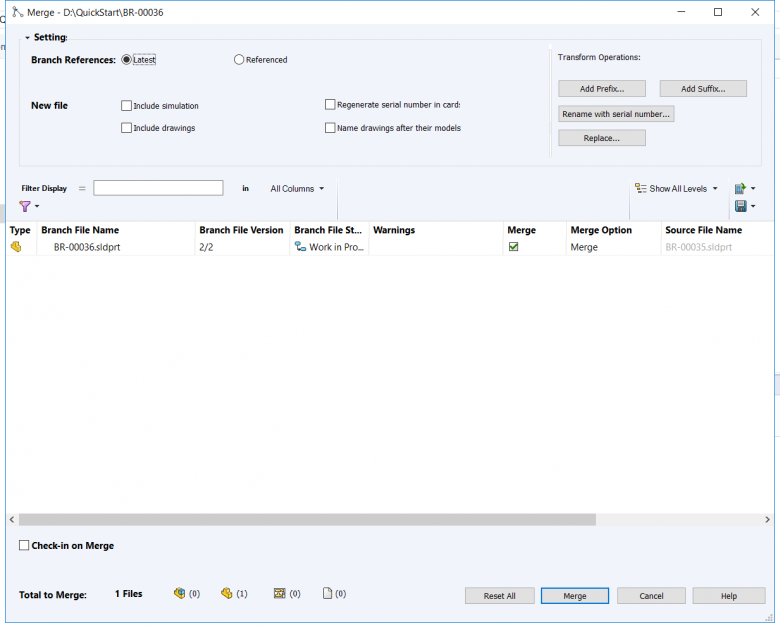 Merge - D:\QuickStart\BR-00036
Setting:
Branch References: Latest Referenced
Transform Operations:
Add Prefix... Add Suffix...
New file Include simulation Regenerate serial number in card:
Rename with serial number...
Include drawings Name drawings after their models
Replace...
Filter Display = in All Columns Show All Levels
Type Branch File Name Branch File Version Branch File St... Warnings Merge Merge Option Source File Name
BR-00036.sldprt 2/2 Work in Pro... Merge BR-00035.sldprt
Check-in on Merge
Total to Merge: 1 Files (0) (1) (0) (0) Reset All Merge Cancel Help